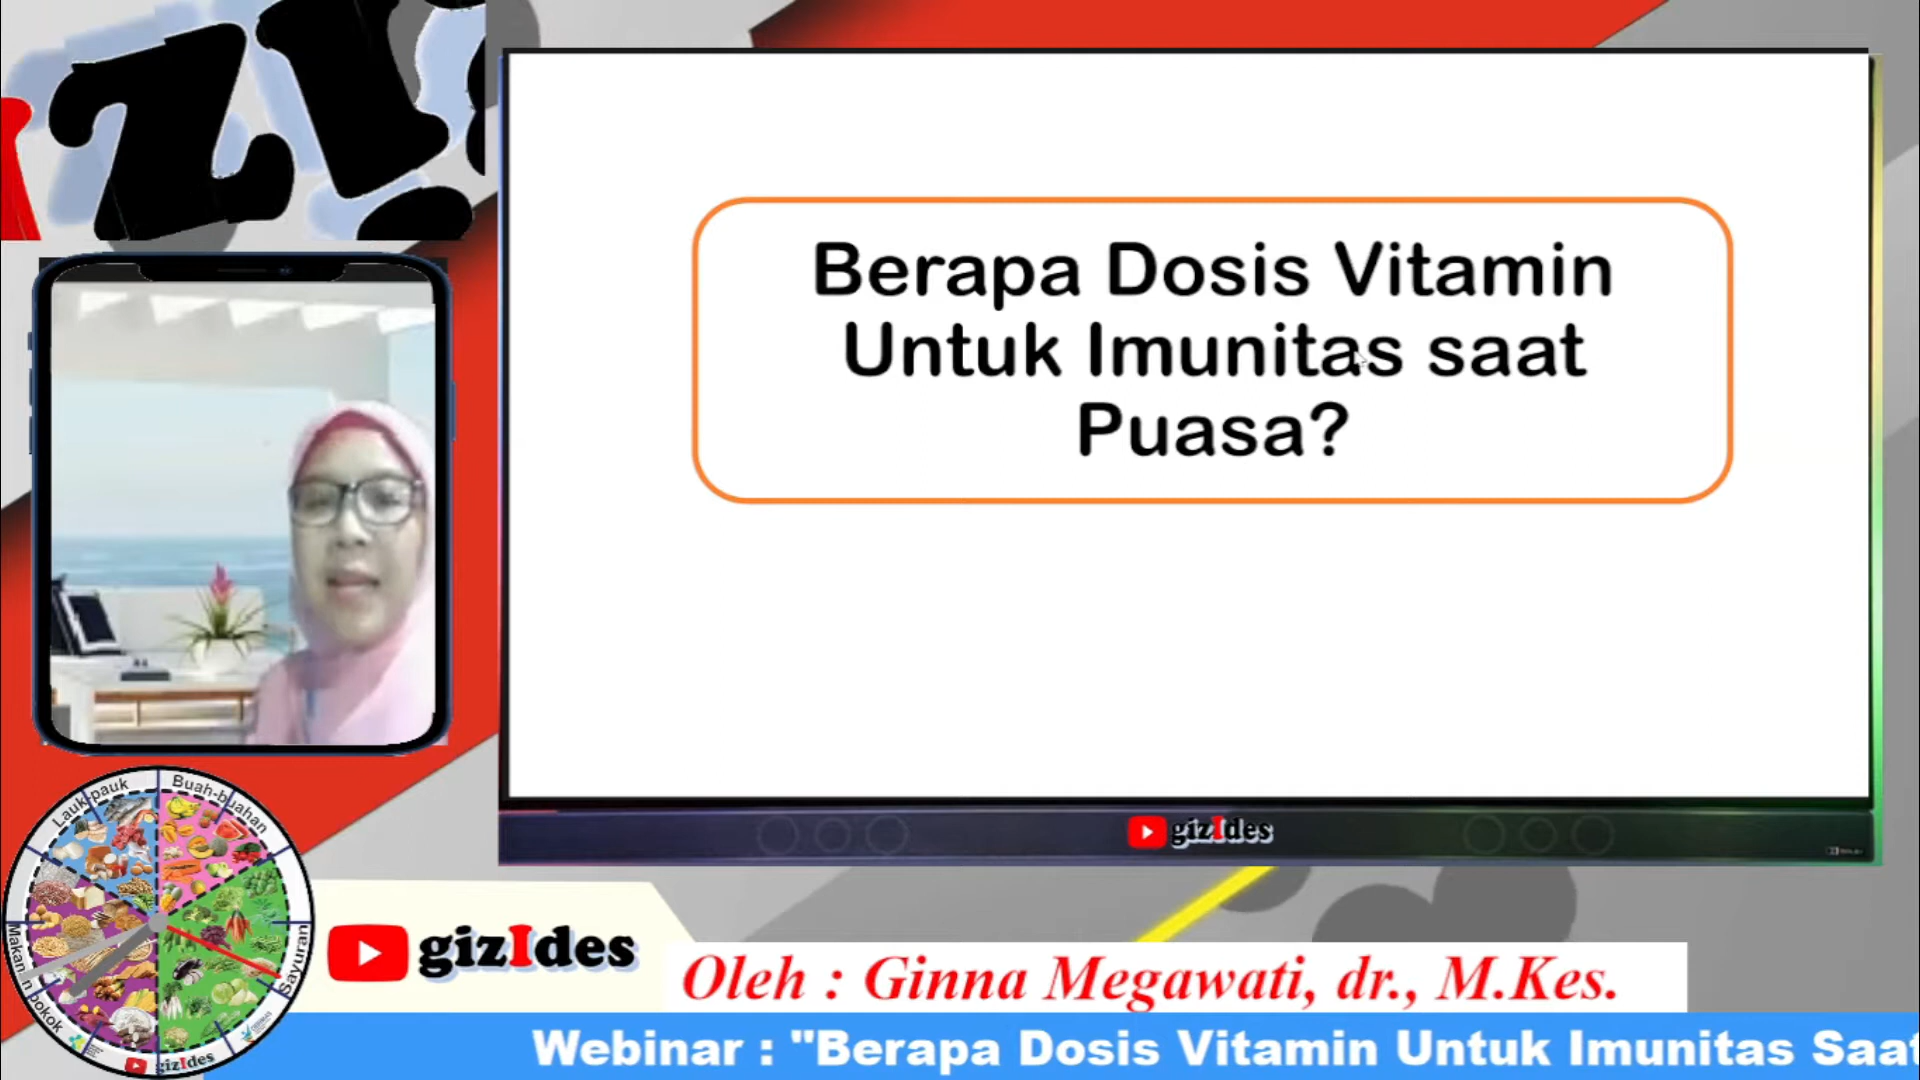 Berapa Dosis Vitamin
Untuk Imunitas saat
Puasa?
gizIdes
Lauk-pauk
Buah-buahan
Sayuran
Makanan pokok
gizIdes
gizIdes
Oleh : Ginna Megawati, dr., M.Kes.
Webinar : "Berapa Dosis Vitamin Untuk Imunitas Saat